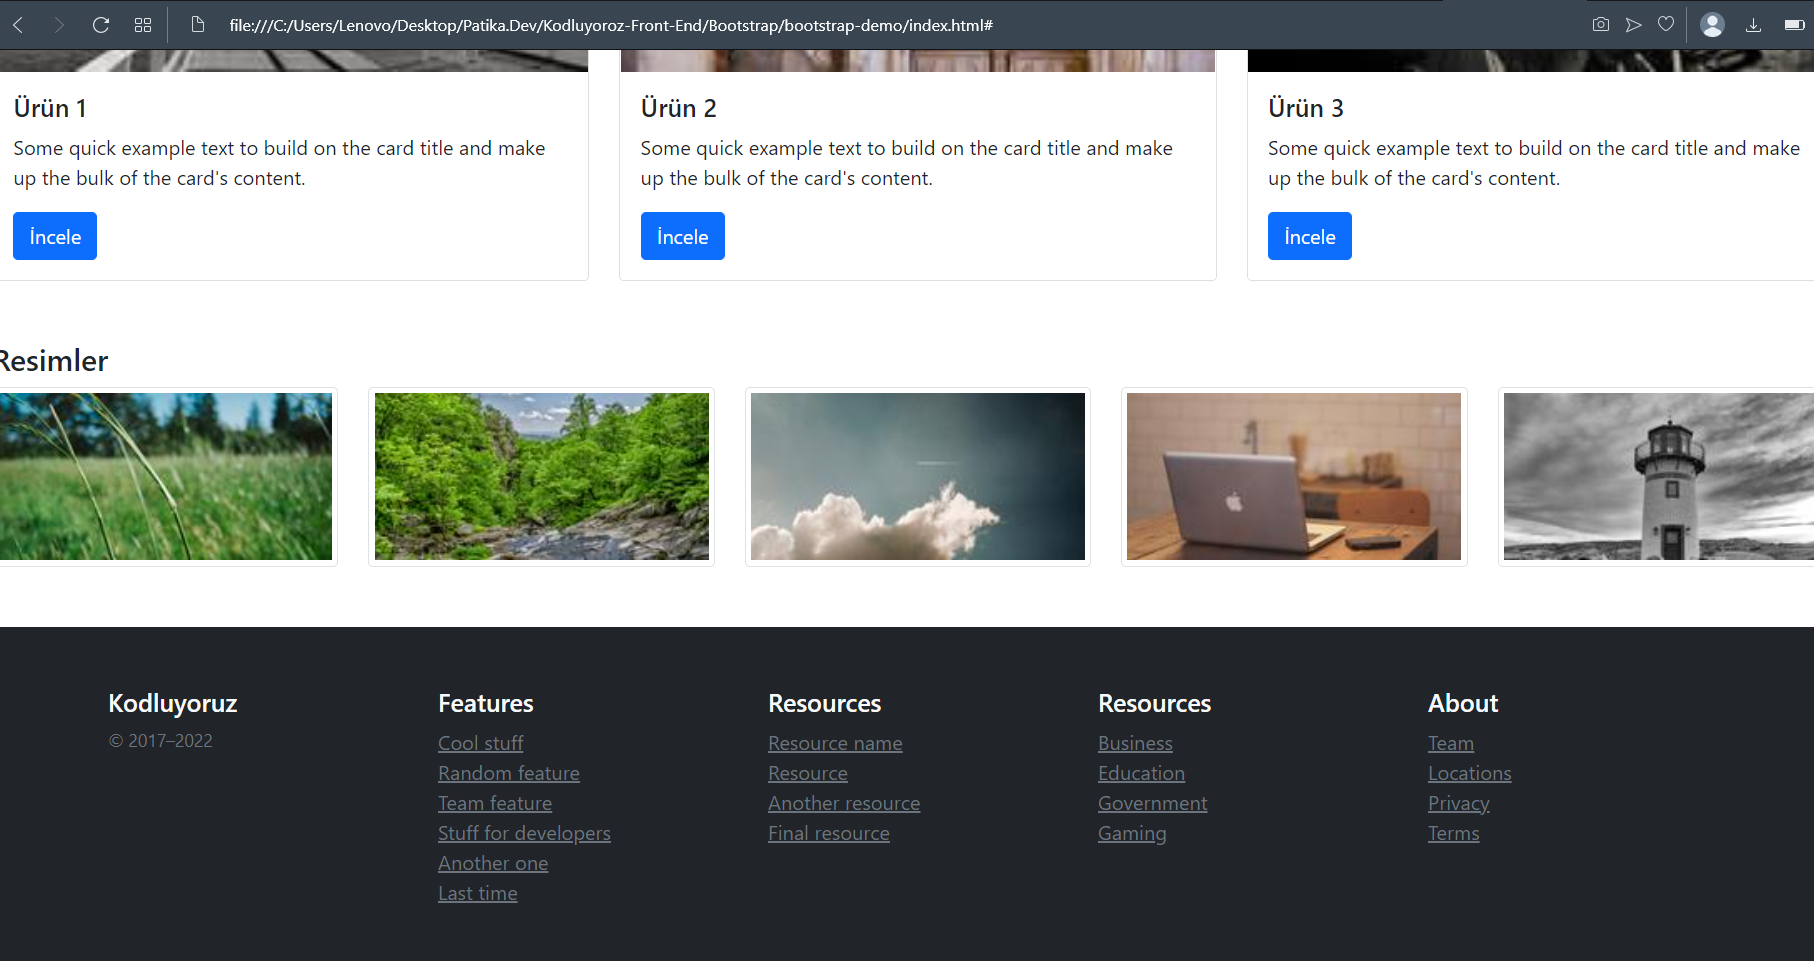 file:///C:/Users/Lenovo/Desktop/Patika.Dev/Kodluyoroz-Front-End/Bootstrap/bootstrap-demo/index.html#
Ürün 1
Some quick example text to build on the card title and make
up the bulk of the card's content.
İncele
Ürün 2
Some quick example text to build on the card title and make
up the bulk of the card's content.
İncele
Ürün 3
Some quick example text to build on the card title and make
up the bulk of the card's content.
İncele
Resimler
Kodluyoruz
© 2017–2022
Features
Cool stuff
Random feature
Team feature
Stuff for developers
Another one
Last time
Resources
Resource name
Resource
Another resource
Final resource
Resources
Business
Education
Government
Gaming
About
Team
Locations
Privacy
Terms